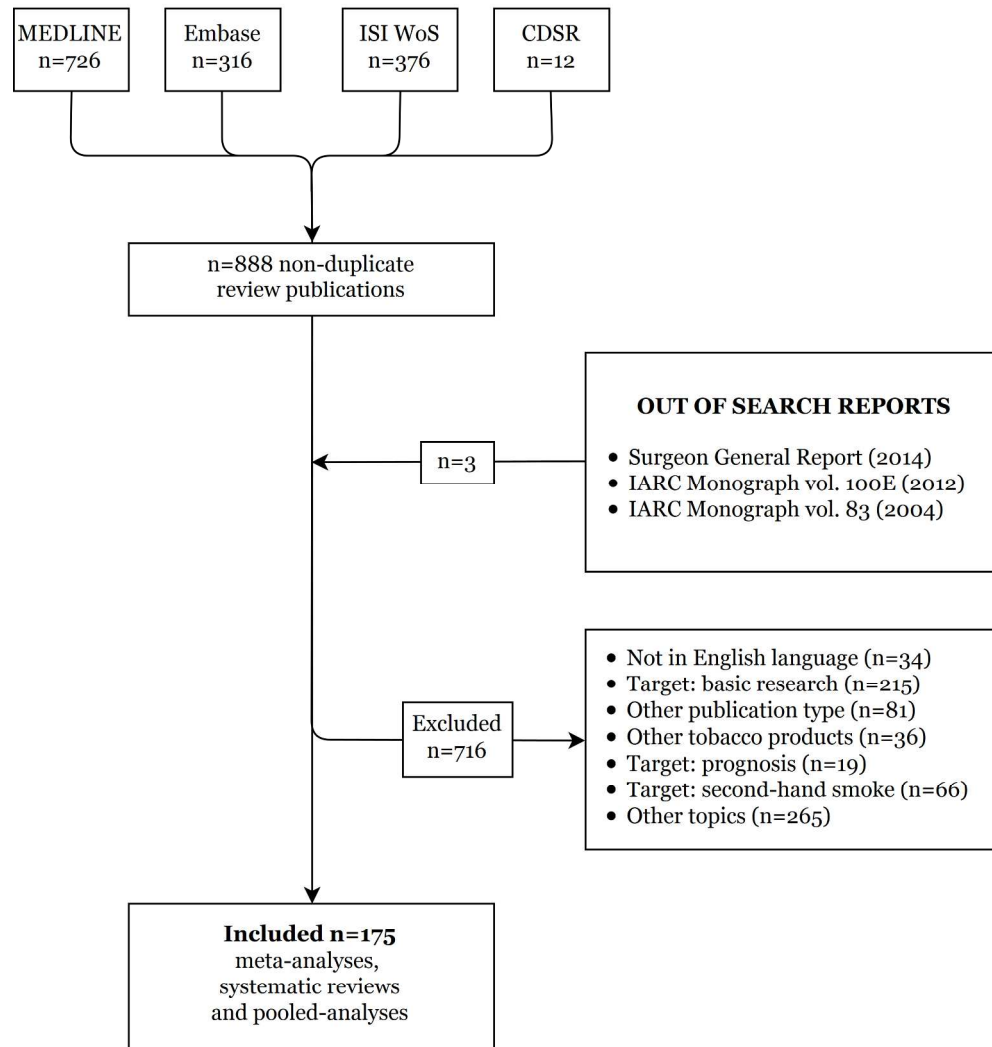 MEDLINE
n=726
Embase
n=316
ISI WoS
n=376
CDSR
n=12
n=888 non-duplicate
review publications
OUT OF SEARCH REPORTS
n=3
• Surgeon General Report (2014)
• IARC Monograph vol. 100E (2012)
• IARC Monograph vol. 83 (2004)
Excluded
n=716
• Not in English language (n=34)
• Target: basic research (n=215)
• Other publication type (n=81)
• Other tobacco products (n=36)
• Target: prognosis (n=19)
• Target: second-hand smoke (n=66)
• Other topics (n=265)
Included n=175
meta-analyses,
systematic reviews
and pooled-analyses